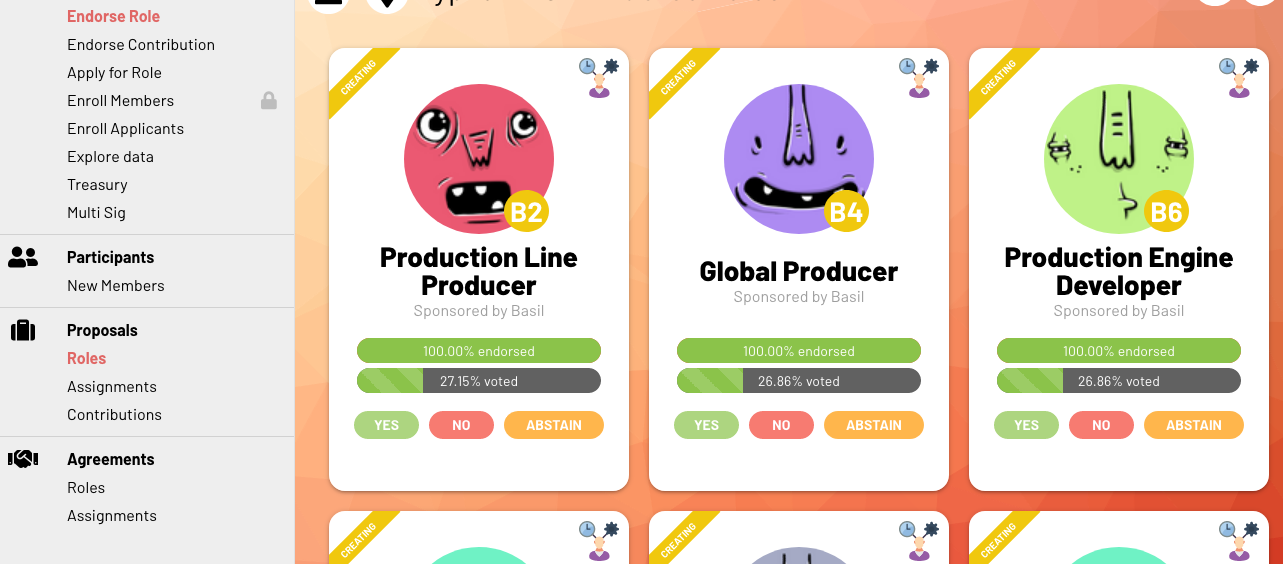 Endorse Role
Endorse Contribution
Apply for Role
Enroll Members
Enroll Applicants
Explore data
Treasury
Multi Sig
Participants
New Members
Proposals
Roles
Assignments
Contributions
Agreements
Roles
Assignments
CREATING
B2
Production Line
Producer
Sponsored by Basil
100.00% endorsed
27.15% voted
YES NO ABSTAIN
CREATING
B4
Global Producer
Sponsored by Basil
100.00% endorsed
26.86% voted
YES NO ABSTAIN
CREATING
B6
Production Engine
Developer
Sponsored by Basil
100.00% endorsed
26.86% voted
YES NO ABSTAIN
CREATING
CREATING
CREATING